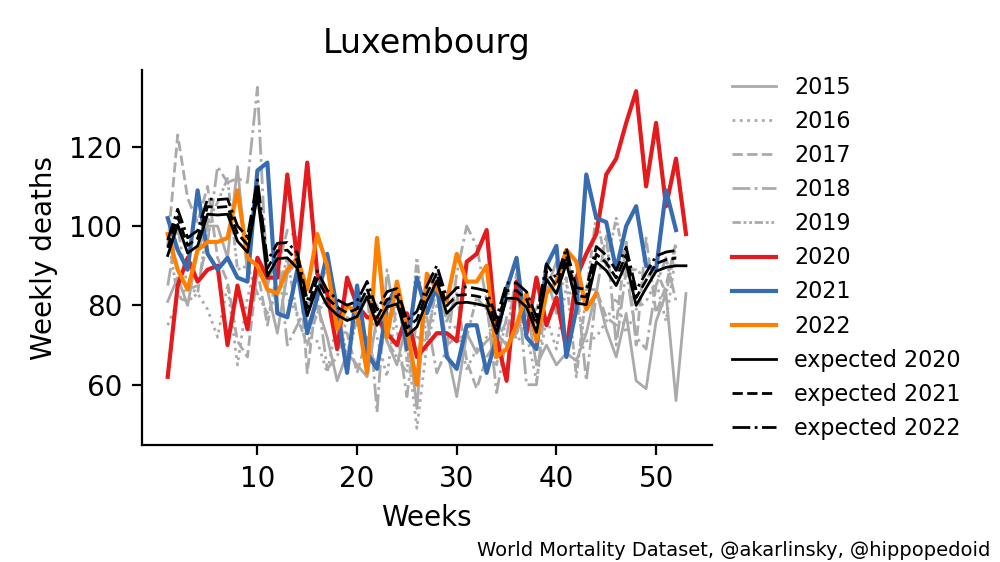 Luxembourg
Weekly deaths
120
100
80
60
10 20 30 40 50
Weeks
2015
2016
2017
2018
2019
2020
2021
2022
expected 2020
expected 2021
expected 2022
World Mortality Dataset, @akarlinsky, @hippopedoid